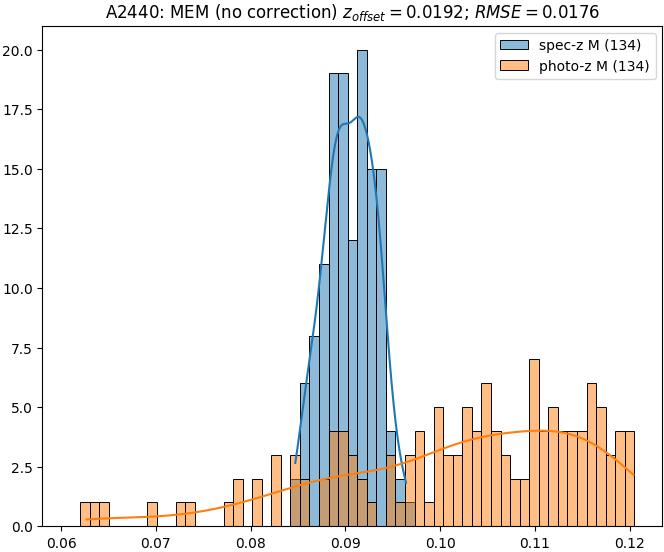 A2440: MEM (no correction) z_offset = 0.0192; RMSE = 0.0176
spec-z M (134)
photo-z M (134)
20.0
17.5
15.0
12.5
10.0
7.5
5.0
2.5
0.0
0.06 0.07 0.08 0.09 0.10 0.11 0.12